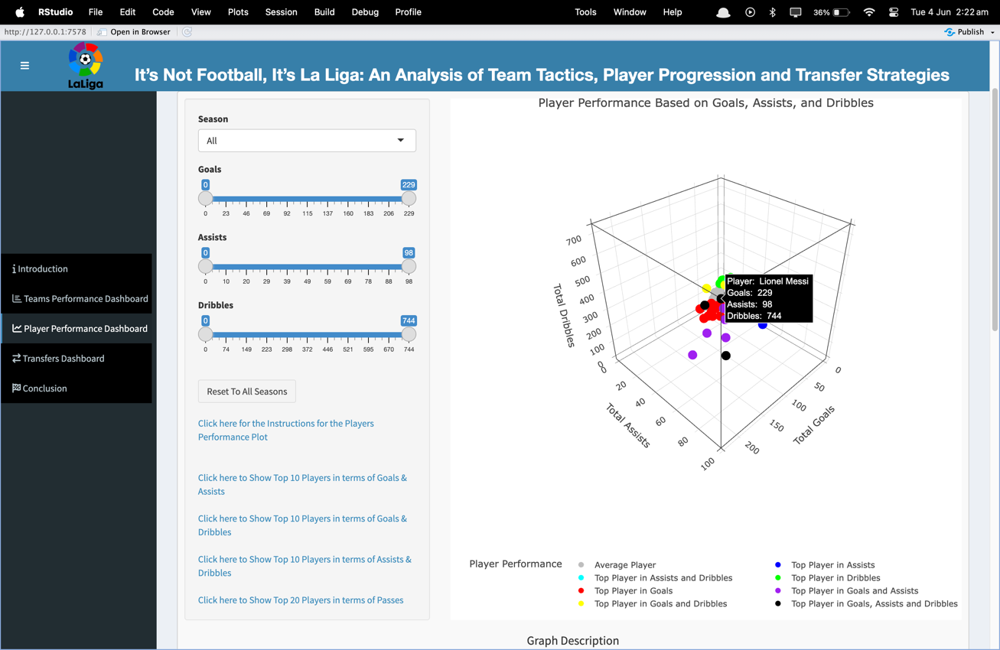 RStudio File Edit Code View Plots Session Build Debug Profile Tools Window Help 36% Tue 4 Jun 2:22 am
http://127.0.0.1:7578 Open in Browser Publish
LaLiga
It's Not Football, It's La Liga: An Analysis of Team Tactics, Player Progression and Transfer Strategies
Introduction
Teams Performance Dashboard
Player Performance Dashboard
Transfers Dashboard
Conclusion
Season
All
Goals
0 229
0 23 46 69 92 115 137 160 183 206 229
Assists
0 98
0 10 20 29 39 49 59 69 78 88 98
Dribbles
0 744
0 74 149 223 298 372 446 521 595 670 744
Reset To All Seasons
Click here for the Instructions for the Players
Performance Plot
Click here to Show Top 10 Players in terms of Goals &
Assists
Click here to Show Top 10 Players in terms of Goals &
Dribbles
Click here to Show Top 10 Players in terms of Assists &
Dribbles
Click here to Show Top 20 Players in terms of Passes
Player Performance Based on Goals, Assists, and Dribbles
Total Dribbles
700
600
500
400
300
200
100
0
Player: Lionel Messi
Goals: 229
Assists: 98
Dribbles: 744
0
20
40
60
80
100
Total Assists
0
50
100
150
200
Total Goals
Player Performance
Average Player
Top Player in Assists and Dribbles
Top Player in Goals
Top Player in Goals and Dribbles
Top Player in Assists
Top Player in Dribbles
Top Player in Goals and Assists
Top Player in Goals, Assists and Dribbles
Graph Description